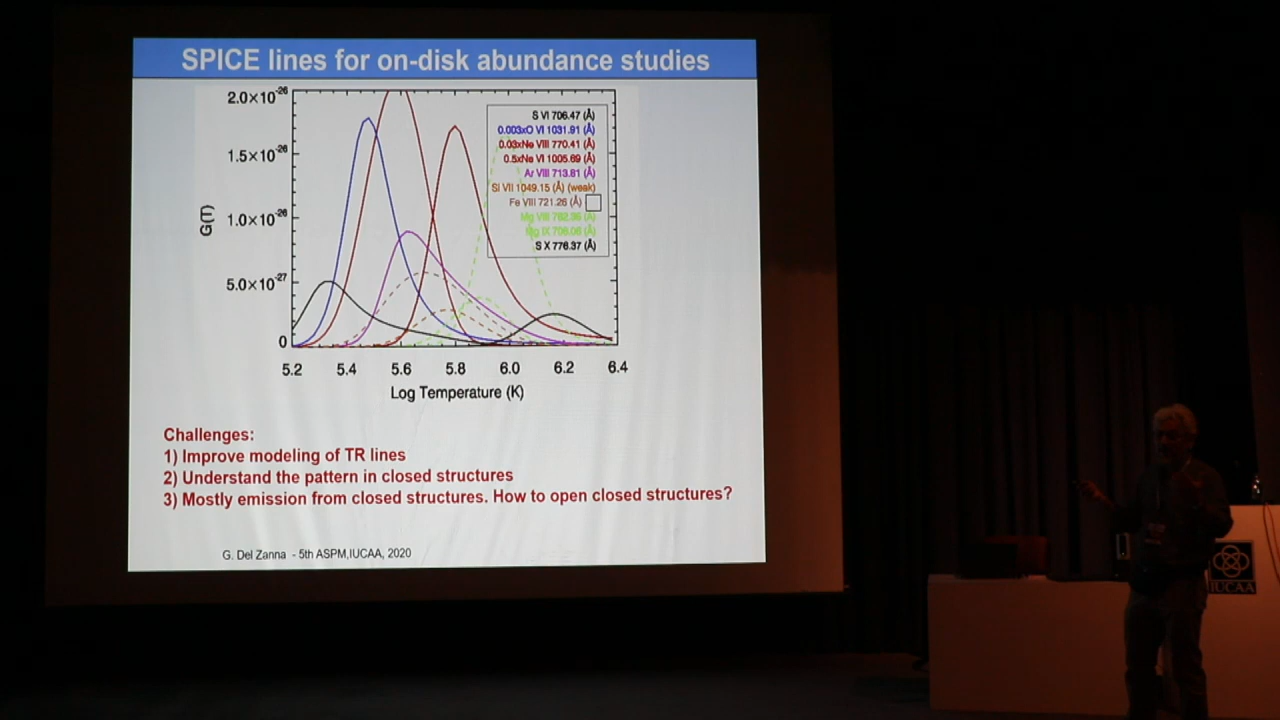 SPICE lines for on-disk abundance studies
2.0×10-26
1.5×10-26
1.0×10-26
5.0×10-27
0
G(T)
S VI 706.47 (Å)
0.003xO VI 1031.91 (Å)
0.03xNe VIII 770.41 (Å)
0.5xNe VI 1005.69 (Å)
Ar VIII 713.81 (Å)
Si VII 1049.15 (Å) (weak)
Fe VIII 721.26 (Å)
Mg VIII (Å)
Mg IX 706.06 (Å)
S X 776.37 (Å)
5.2 5.4 5.6 5.8 6.0 6.2 6.4
Log Temperature (K)
Challenges:
1) Improve modeling of TR lines
2) Understand the pattern in closed structures
3) Mostly emission from closed structures. How to open closed structures?
G. Del Zanna - 5th ASPM,IUCAA, 2020
IUCAA